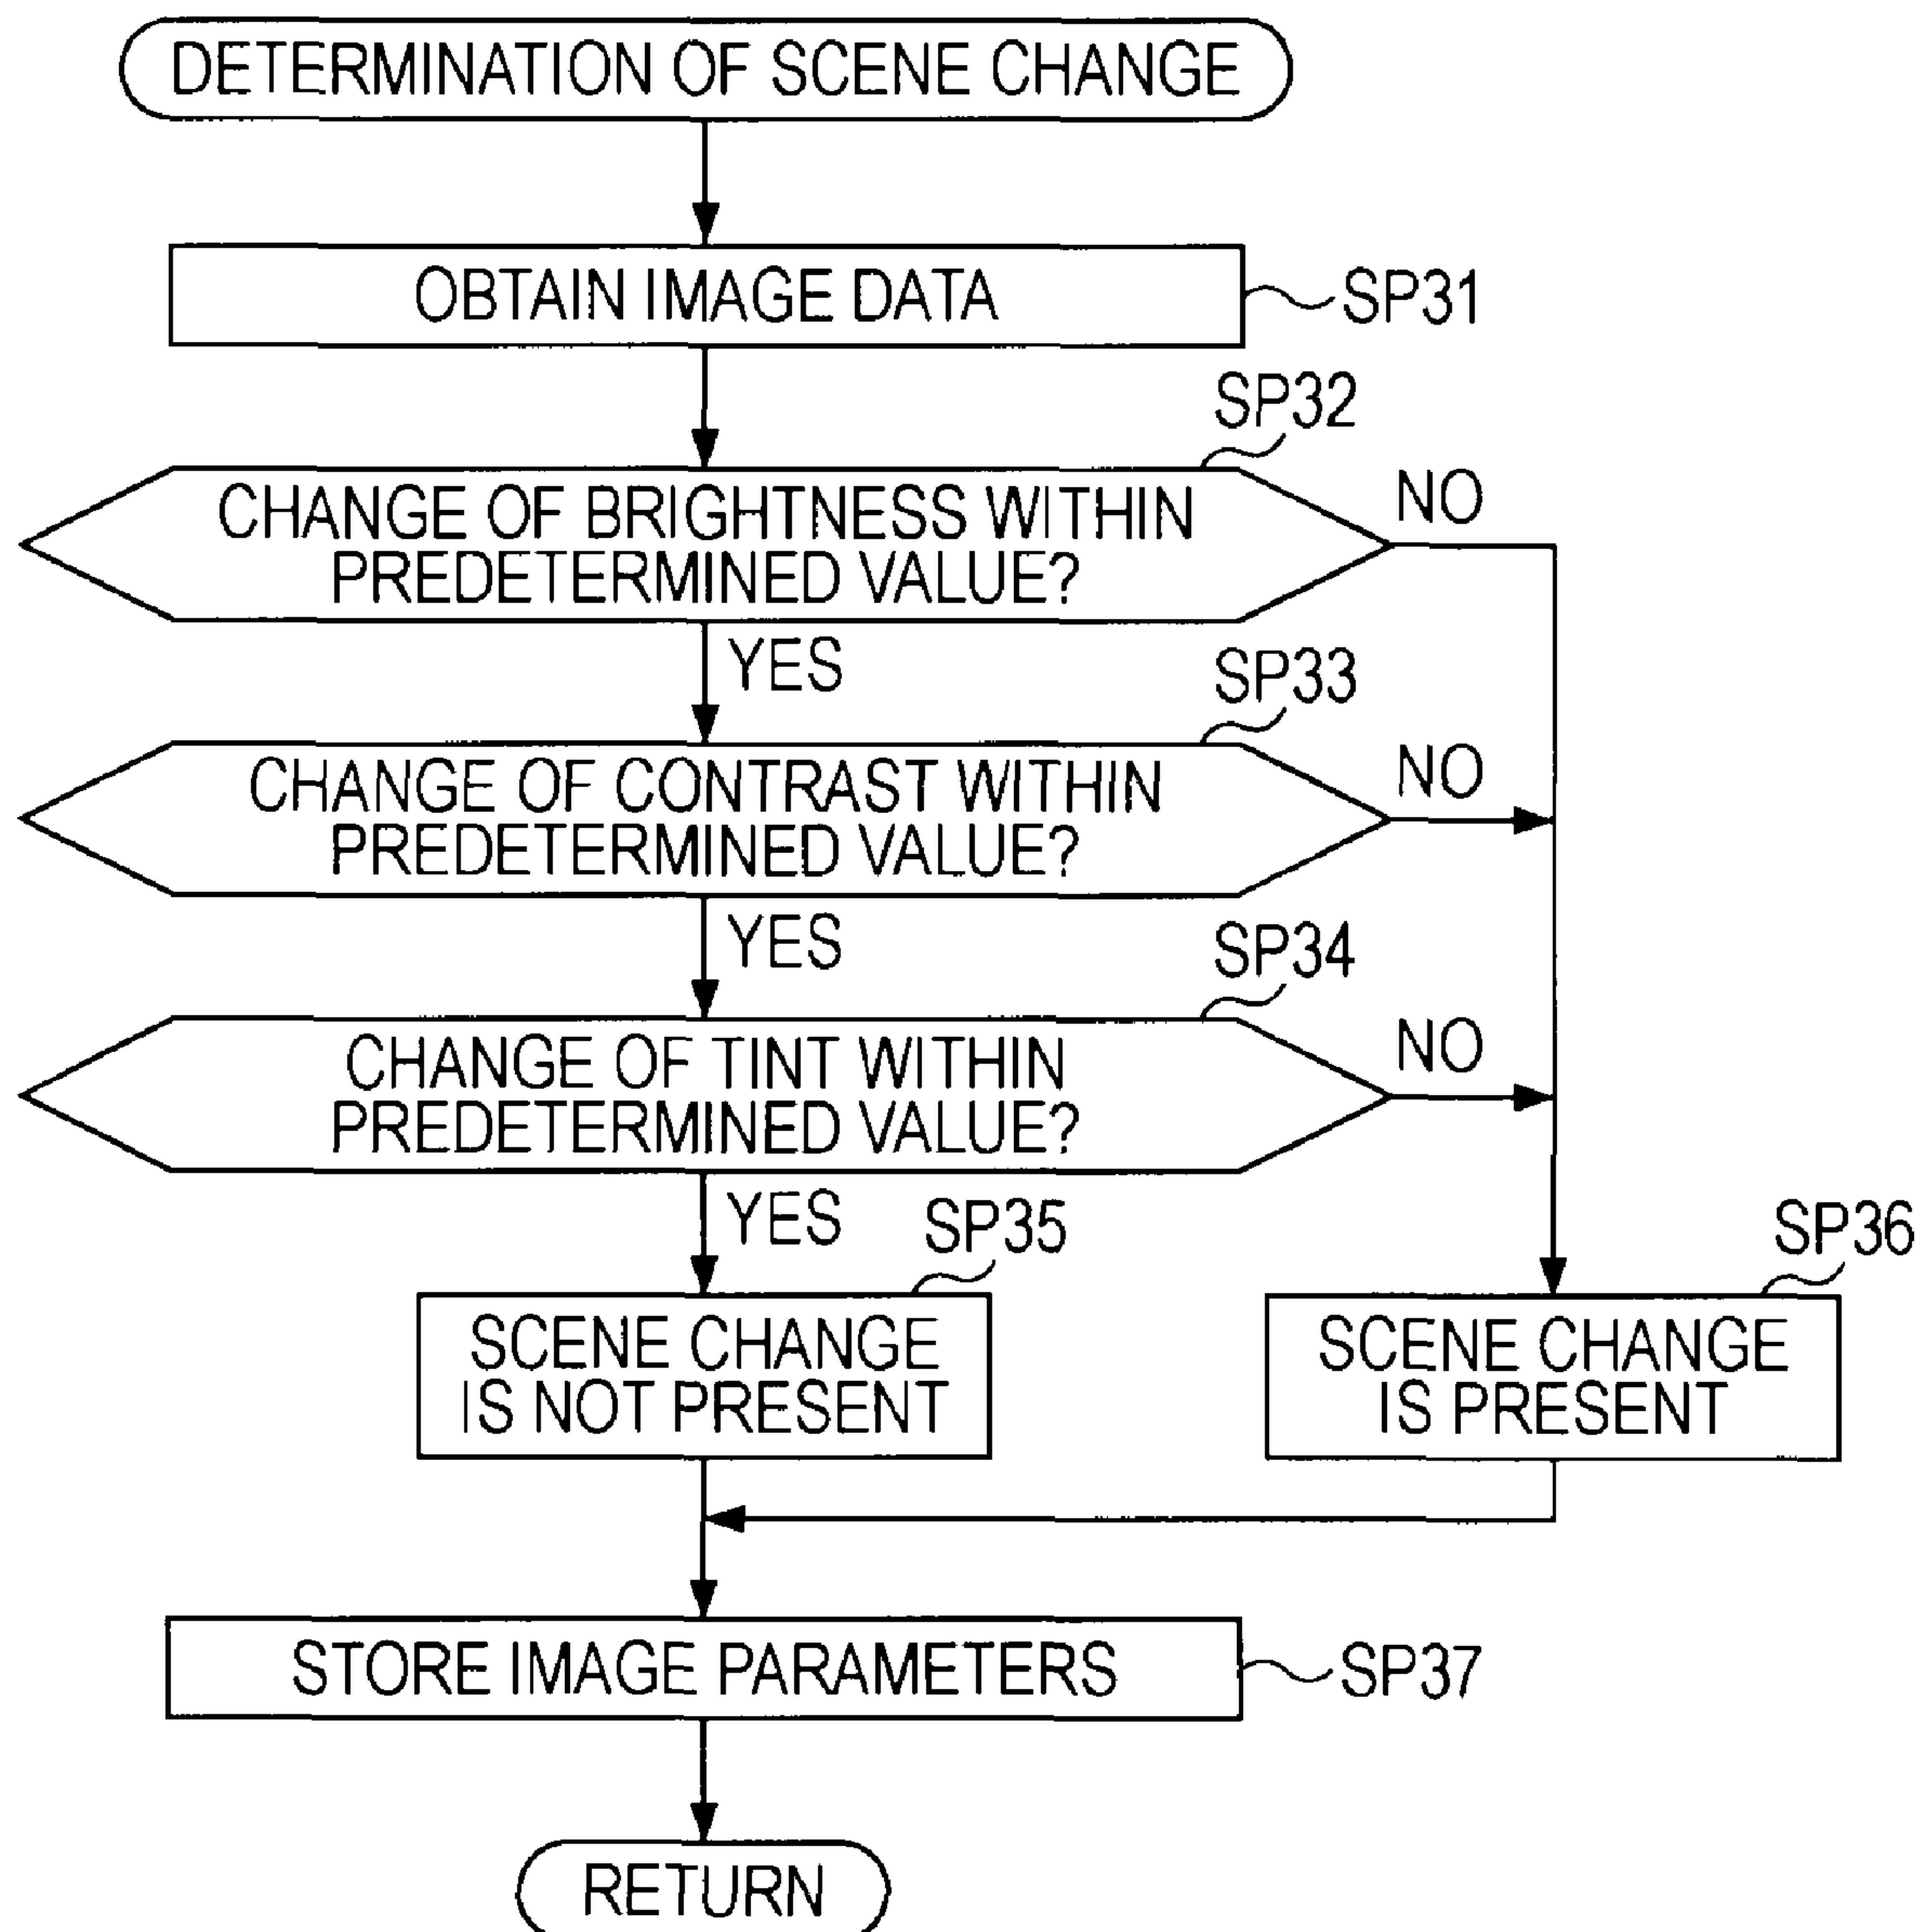 DETERMINATION OF SCENE CHANGE
OBTAIN IMAGE DATA
SP31
SP32
CHANGE OF BRIGHTNESS WITHIN
PREDETERMINED VALUE?
NO
YES
SP33
CHANGE OF CONTRAST WITHIN
PREDETERMINED VALUE?
NO
YES
SP34
CHANGE OF TINT WITHIN
PREDETERMINED VALUE?
NO
YES
SP35
SCENE CHANGE
IS NOT PRESENT
SP36
SCENE CHANGE
IS PRESENT
STORE IMAGE PARAMETERS
SP37
RETURN